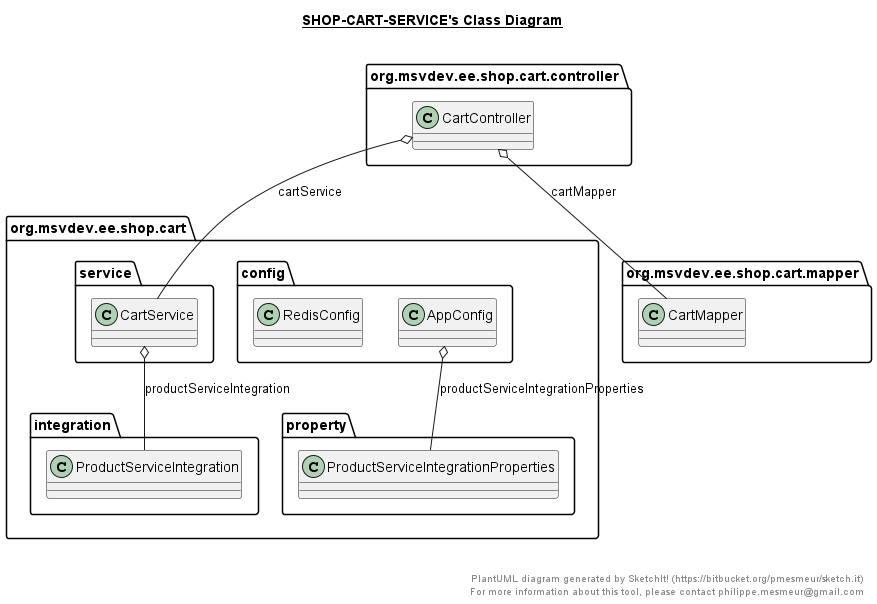 SHOP-CART-SERVICE's Class Diagram
org.msvdev.ee.shop.cart.controller
C CartController
cartService
cartMapper
org.msvdev.ee.shop.cart
service
config
org.msvdev.ee.shop.cart.mapper
C CartService
C RedisConfig
C AppConfig
C CartMapper
productServiceIntegration
productServiceIntegrationProperties
integration
property
C ProductServiceIntegration
C ProductServiceIntegrationProperties
PlantUML diagram generated by SketchIt! (https://bitbucket.org/pmesmeur/sketch.it)
For more information about this tool, please contact philippe.mesmeur@gmail.com